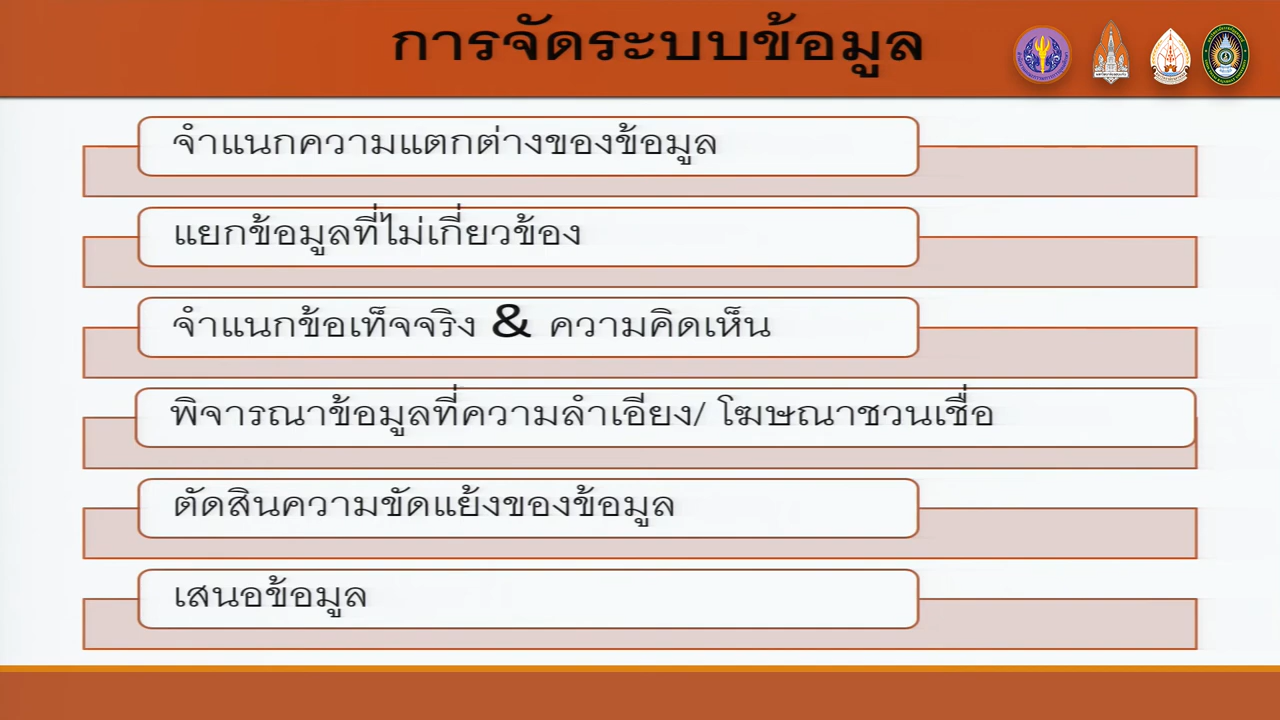 การจัดระบบข้อมูล
จำแนกความแตกต่างของข้อมูล
แยกข้อมูลที่ไม่เกี่ยวข้อง
จำแนกข้อเท็จจริง & ความคิดเห็น
พิจารณาข้อมูลที่ความลำเอียง/ โฆษณาชวนเชื่อ
ตัดสินความขัดแย้งของข้อมูล
เสนอข้อมูล